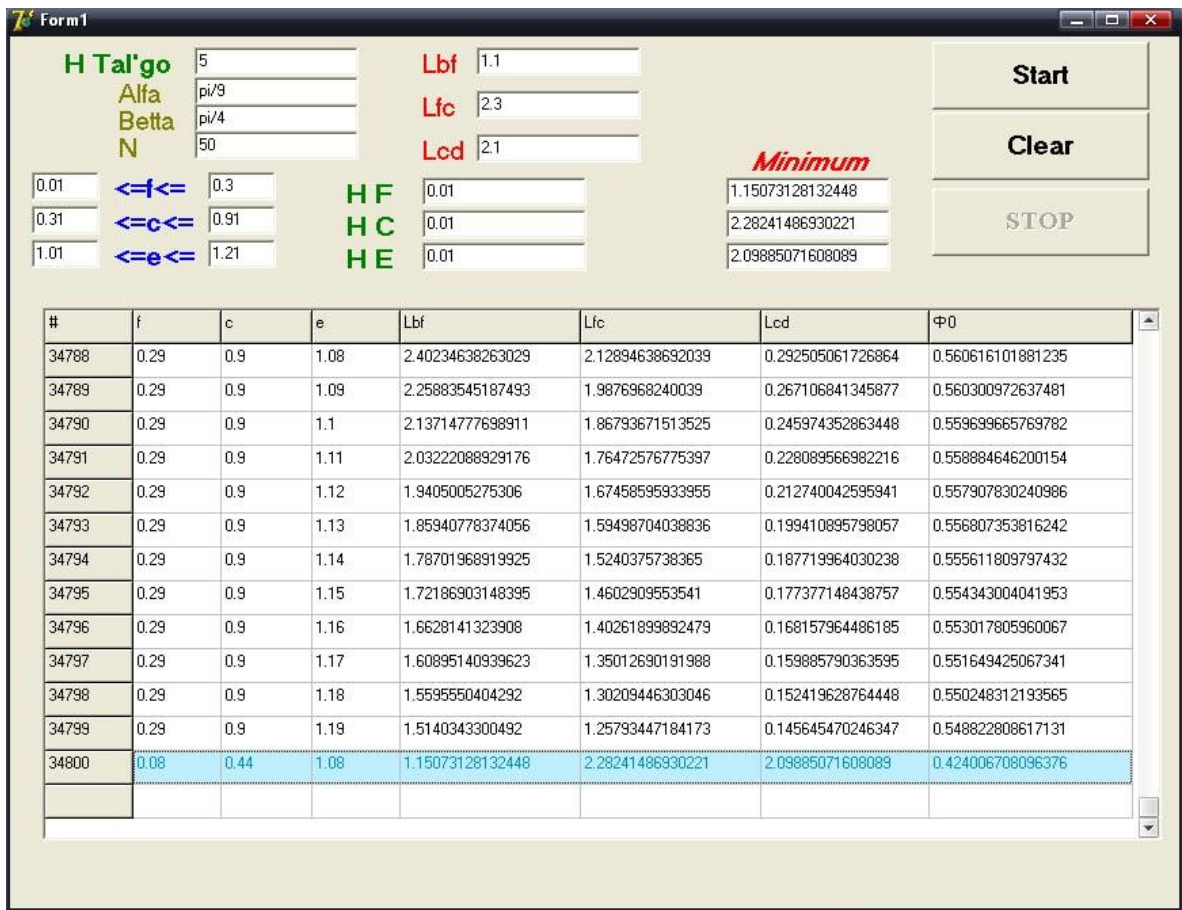 Form1
H Tal'go 5
Alfa pi/9
Betta pi/4
N 50
Lbf 1.1
Lfc 2.3
Lcd 2.1
Start
Clear
STOP
0.01 <=f<= 0.3
0.31 <=c<= 0.91
1.01 <=e<= 1.21
H F 0.01
H C 0.01
H E 0.01
Minimum
1.15073128132448
2.28241486930221
2.09885071608089
# f c e Lbf Lfc Lcd Ф0
34788 0.29 0.9 1.08 2.40234638263029 2.12894638692039 0.292505061726864 0.560616101881235
34789 0.29 0.9 1.09 2.25883545187493 1.9876968240039 0.267106841345877 0.560300972637481
34790 0.29 0.9 1.1 2.13714777698911 1.86793671513525 0.245974352863448 0.559699665769782
34791 0.29 0.9 1.11 2.03222088929176 1.76472576775397 0.228089566982216 0.558884646200154
34792 0.29 0.9 1.12 1.9405005275306 1.67458595933955 0.212740042595941 0.557907830240986
34793 0.29 0.9 1.13 1.85940778374056 1.59498704038836 0.199410895798057 0.556807353816242
34794 0.29 0.9 1.14 1.78701968919925 1.5240375738365 0.187719964030238 0.555611809797432
34795 0.29 0.9 1.15 1.72186903148395 1.4602909553541 0.177377148438757 0.554343004041953
34796 0.29 0.9 1.16 1.6628141323908 1.40261899892479 0.168157964486185 0.553017805960067
34797 0.29 0.9 1.17 1.60895140939623 1.35012690191988 0.159885790363595 0.551649425067341
34798 0.29 0.9 1.18 1.5595550404292 1.30209446303046 0.152419628764448 0.550248312193565
34799 0.29 0.9 1.19 1.5140343300492 1.25793447184173 0.145645470246347 0.548822808617131
34800 0.08 0.44 1.08 1.15073128132448 2.28241486930221 2.09885071608089 0.424006708096376